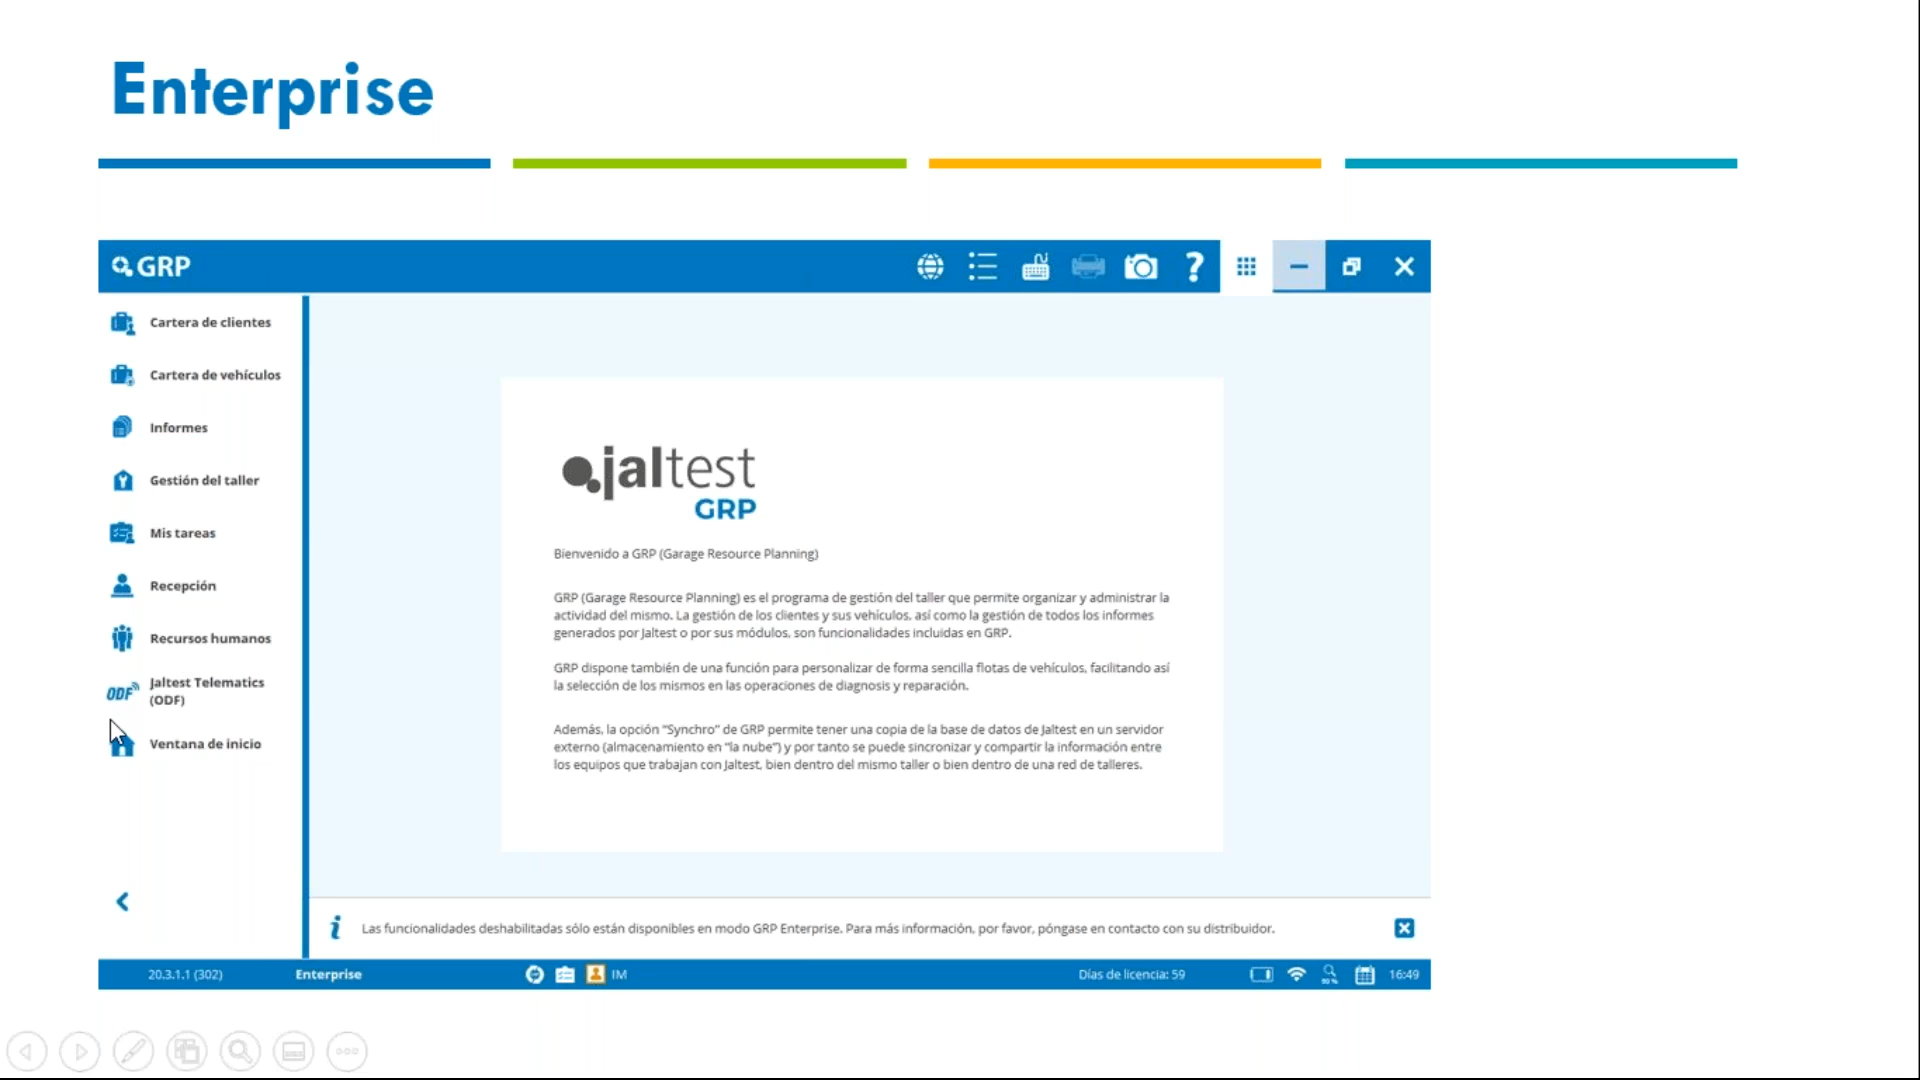 Enterprise
GRP
Cartera de clientes
Cartera de vehículos
Informes
Gestión del taller
Mis tareas
Recepción
Recursos humanos
ODF
Jaltest Telematics
(ODF)
Ventana de inicio
jaltest
GRP
Bienvenido a GRP (Garage Resource Planning)
GRP (Garage Resource Planning) es el programa de gestión del taller que permite organizar y administrar la
actividad del mismo. La gestión de los clientes y sus vehículos, así como la gestión de todos los informes
generados por Jaltest o por sus módulos, son funcionalidades incluidas en GRP.
GRP dispone también de una función para personalizar de forma sencilla flotas de vehículos, facilitando así
la selección de los mismos en las operaciones de diagnosis y reparación.
Además, la opción "Synchro" de GRP permite tener una copia de la base de datos de Jaltest en un servidor
externo (almacenamiento en "la nube") y por tanto se puede sincronizar y compartir la información entre
los equipos que trabajan con Jaltest, bien dentro del mismo taller o bien dentro de una red de talleres.
Las funcionalidades deshabilitadas sólo están disponibles en modo GRP Enterprise. Para más información, por favor, póngase en contacto con su distribuidor.
20.3.1.1 (302)
Enterprise
IM
Días de licencia: 59
16:49